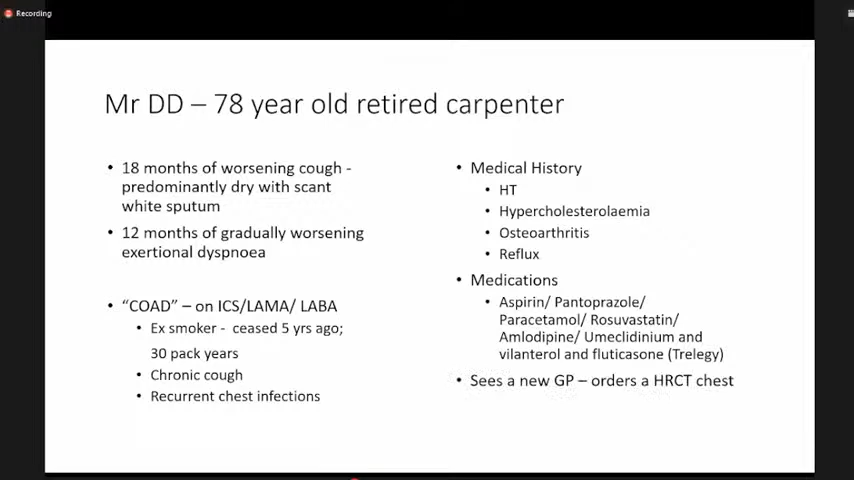 Recording
Mr DD – 78 year old retired carpenter
• 18 months of worsening cough -
predominantly dry with scant
white sputum
• 12 months of gradually worsening
exertional dyspnoea
• “COAD” – on ICS/LAMA/ LABA
• Ex smoker - ceased 5 yrs ago;
30 pack years
• Chronic cough
• Recurrent chest infections
• Medical History
• HT
• Hypercholesterolaemia
• Osteoarthritis
• Reflux
• Medications
• Aspirin/ Pantoprazole/
Paracetamol/ Rosuvastatin/
Amlodipine/ Umeclidinium and
vilanterol and fluticasone (Trelegy)
• Sees a new GP – orders a HRCT chest